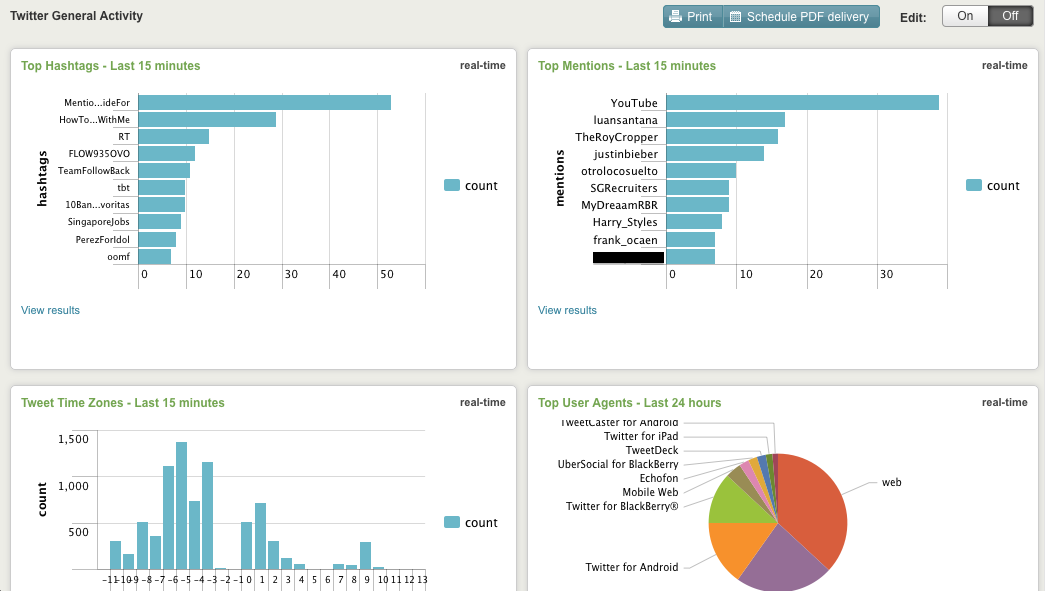 Twitter General Activity
Print
Schedule PDF delivery
Edit:
On
Off
Top Hashtags - Last 15 minutes
real-time
hashtags
Mentio...ideFor
HowTo...WithMe
RT
FLOW935OVO
TeamFollowBack
tbt
10Ban...voritas
SingaporeJobs
PerezForIdol
oomf
0 10 20 30 40 50
count
View results
Top Mentions - Last 15 minutes
real-time
mentions
YouTube
luansantana
TheRoyCropper
justinbieber
otrolocosuelto
SGRecruiters
MyDreaamRBR
Harry_Styles
frank_ocaen
0 10 20 30
count
View results
Tweet Time Zones - Last 15 minutes
real-time
count
1,500
1,000
500
-11 -10 -9 -8 -7 -6 -5 -4 -3 -2 -1 0 1 2 3 4 5 6 7 8 9 10 11 12 13
count
Top User Agents - Last 24 hours
real-time
TweetCaster for Android
Twitter for iPad
TweetDeck
UberSocial for BlackBerry
Echofon
Mobile Web
Twitter for BlackBerry®
Twitter for Android
web